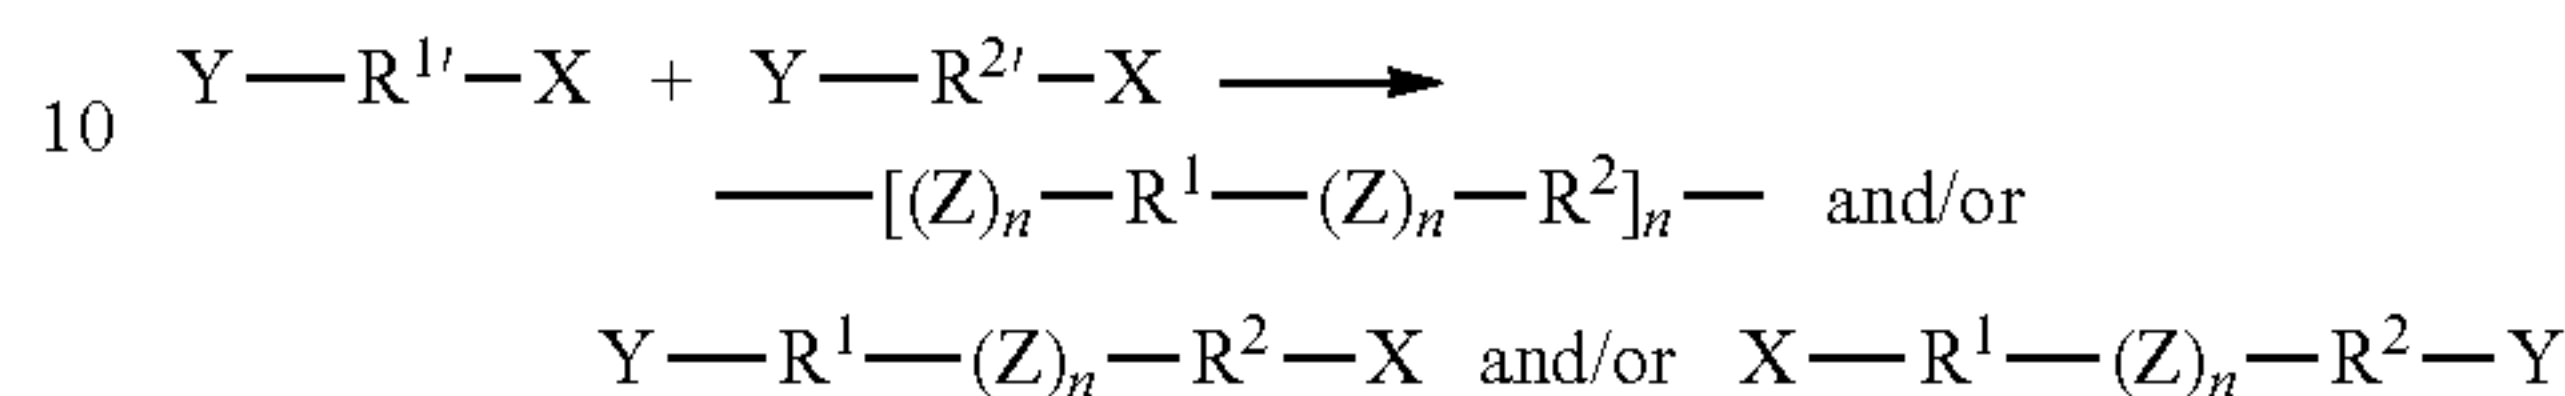 10 Y—R¹′—X + Y—R²′—X ⟶
—[(Z)ₙ—R¹—(Z)ₙ—R²]ₙ— and/or
Y—R¹—(Z)ₙ—R²—X and/or X—R¹—(Z)ₙ—R²—Y